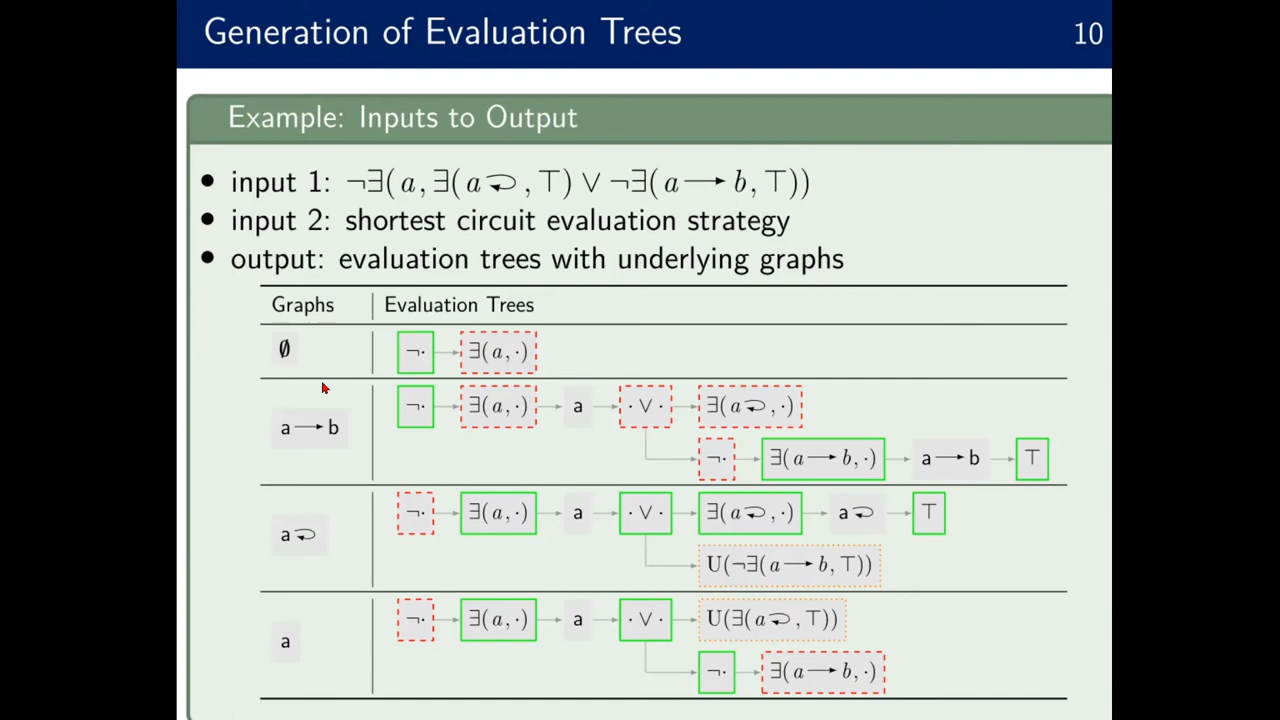 Generation of Evaluation Trees 10
Example: Inputs to Output
• input 1: ¬∃(a, ∃(a⤸, ⊤) ∨ ¬∃(a ⟶ b, ⊤))
• input 2: shortest circuit evaluation strategy
• output: evaluation trees with underlying graphs
Graphs Evaluation Trees
∅ ¬· ∃(a, ·)
¬· ∃(a, ·) a · ∨ · ∃(a⤸, ·)
a ⟶ b
¬· ∃(a ⟶ b, ·) a ⟶ b ⊤
¬· ∃(a, ·) a · ∨ · ∃(a⤸, ·) a⤸ ⊤
a⤸
U(¬∃(a ⟶ b, ⊤))
¬· ∃(a, ·) a · ∨ · U(∃(a⤸, ⊤))
a
¬· ∃(a ⟶ b, ·)